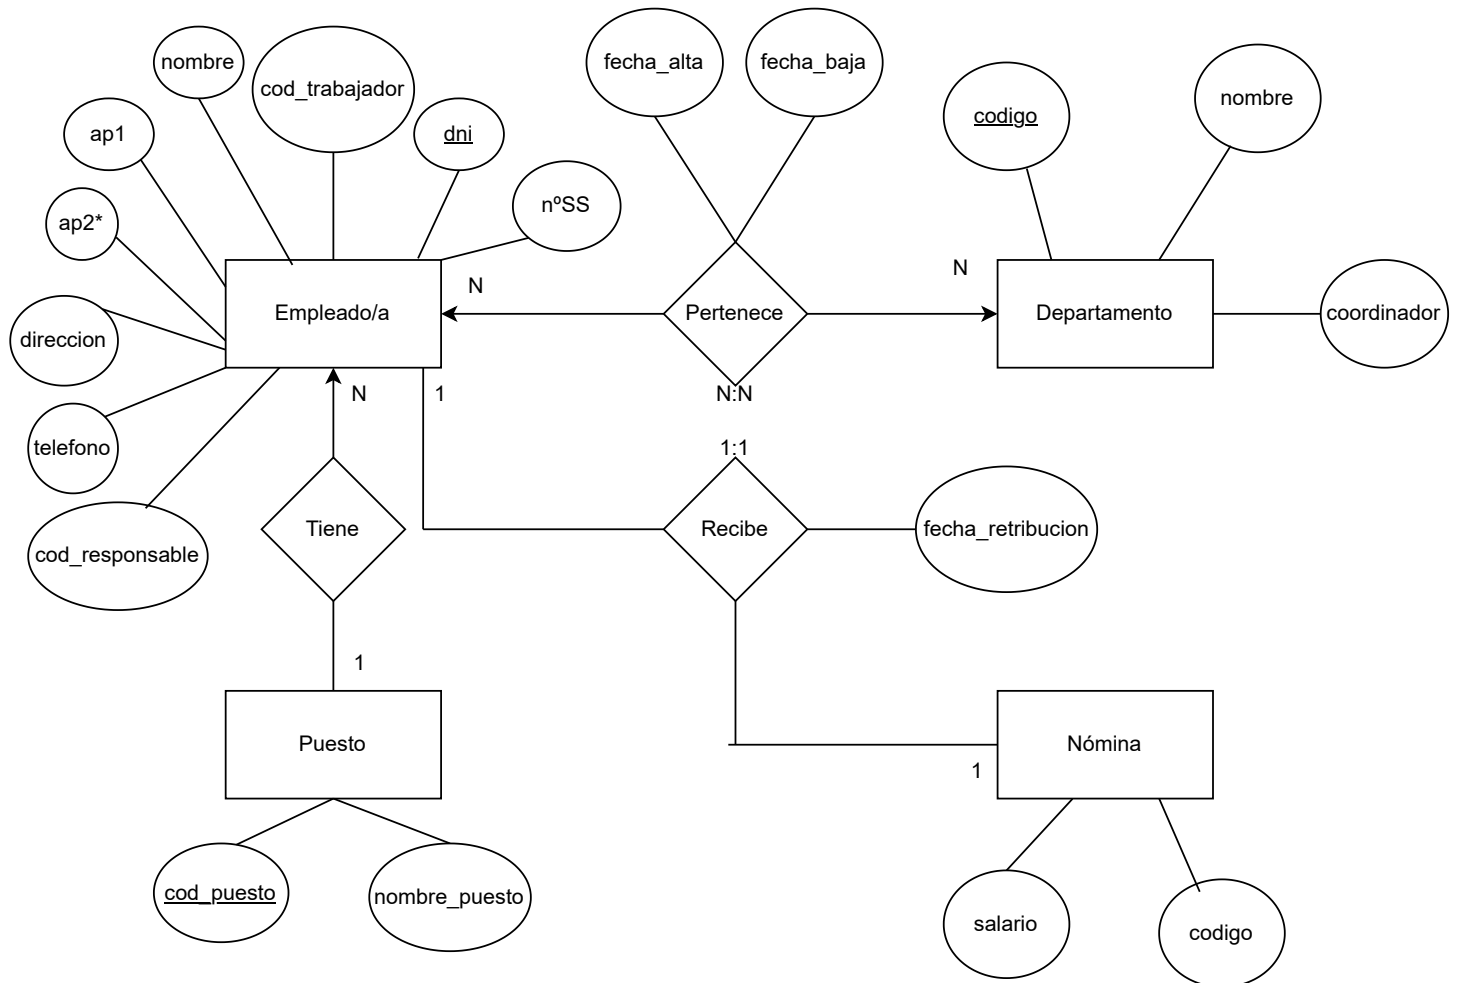 nombre
cod_trabajador
fecha_alta
fecha_baja
nombre
codigo
ap1
dni
ap2*
nºSS
N
N
Empleado/a
Pertenece
Departamento
coordinador
direccion
N
1
N:N
telefono
1:1
Tiene
Recibe
fecha_retribucion
cod_responsable
1
Puesto
Nómina
1
cod_puesto
nombre_puesto
salario
codigo